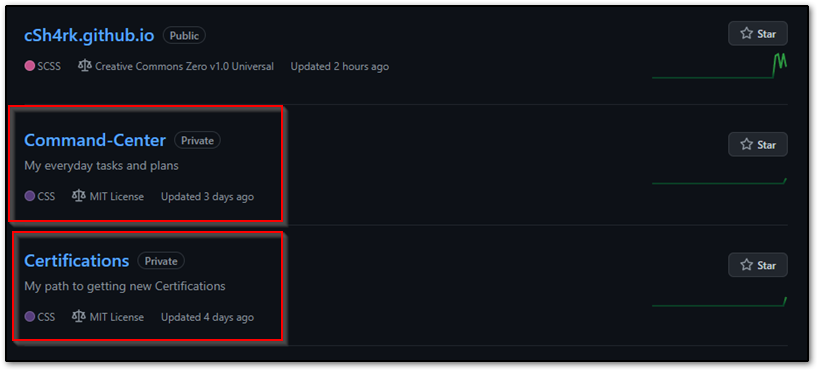 cSh4rk.github.io Public Star
SCSS Creative Commons Zero v1.0 Universal Updated 2 hours ago
Command-Center Private Star
My everyday tasks and plans
CSS MIT License Updated 3 days ago
Certifications Private Star
My path to getting new Certifications
CSS MIT License Updated 4 days ago